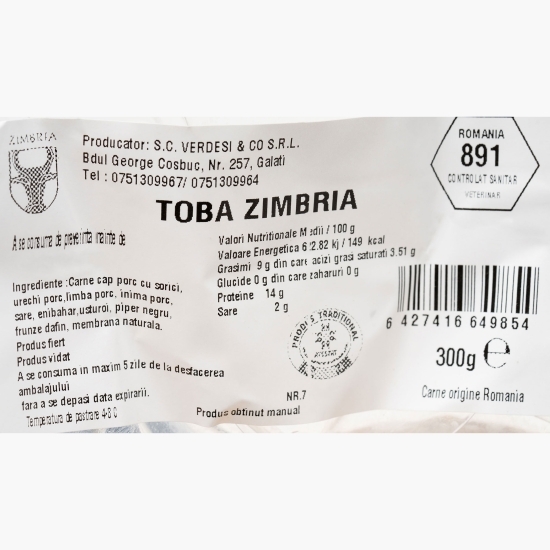 ZIMBRIA
Producator: S.C. VERDESI & CO S.R.L.
Bdul George Cosbuc, Nr. 257, Galati
Tel : 0751309967/ 0751309964
ROMANIA
891
CONTROLAT SANITAR
VETERINAR
TOBA ZIMBRIA
A se consuma de preferinta inainte de
Valori Nutritionale Medii / 100 g
Valoare Energetica 612.82 kj / 149 kcal
Grasimi 9 g din care acizi grasi saturati 3.51 g
Glucide 0 g din care zaharuri 0 g
Proteine 14 g
Sare 2 g
Ingrediente :Carne cap porc cu sorici,
urechi porc,limba porc, inima porc,
sare, enibahar,usturoi, piper negru,
frunze dafin, membrana naturala.
Produs fiert
Produs vidat
A se consuma in maxim 5 zile de la desfacerea
ambalajului
fara a se depasi data expirarii.
Temperatura de pastrare 4-8 C
PRODUS TRADITIONAL
NR.7
Produs obtinut manual
6 427416 649854
300g e
Carne origine Romania